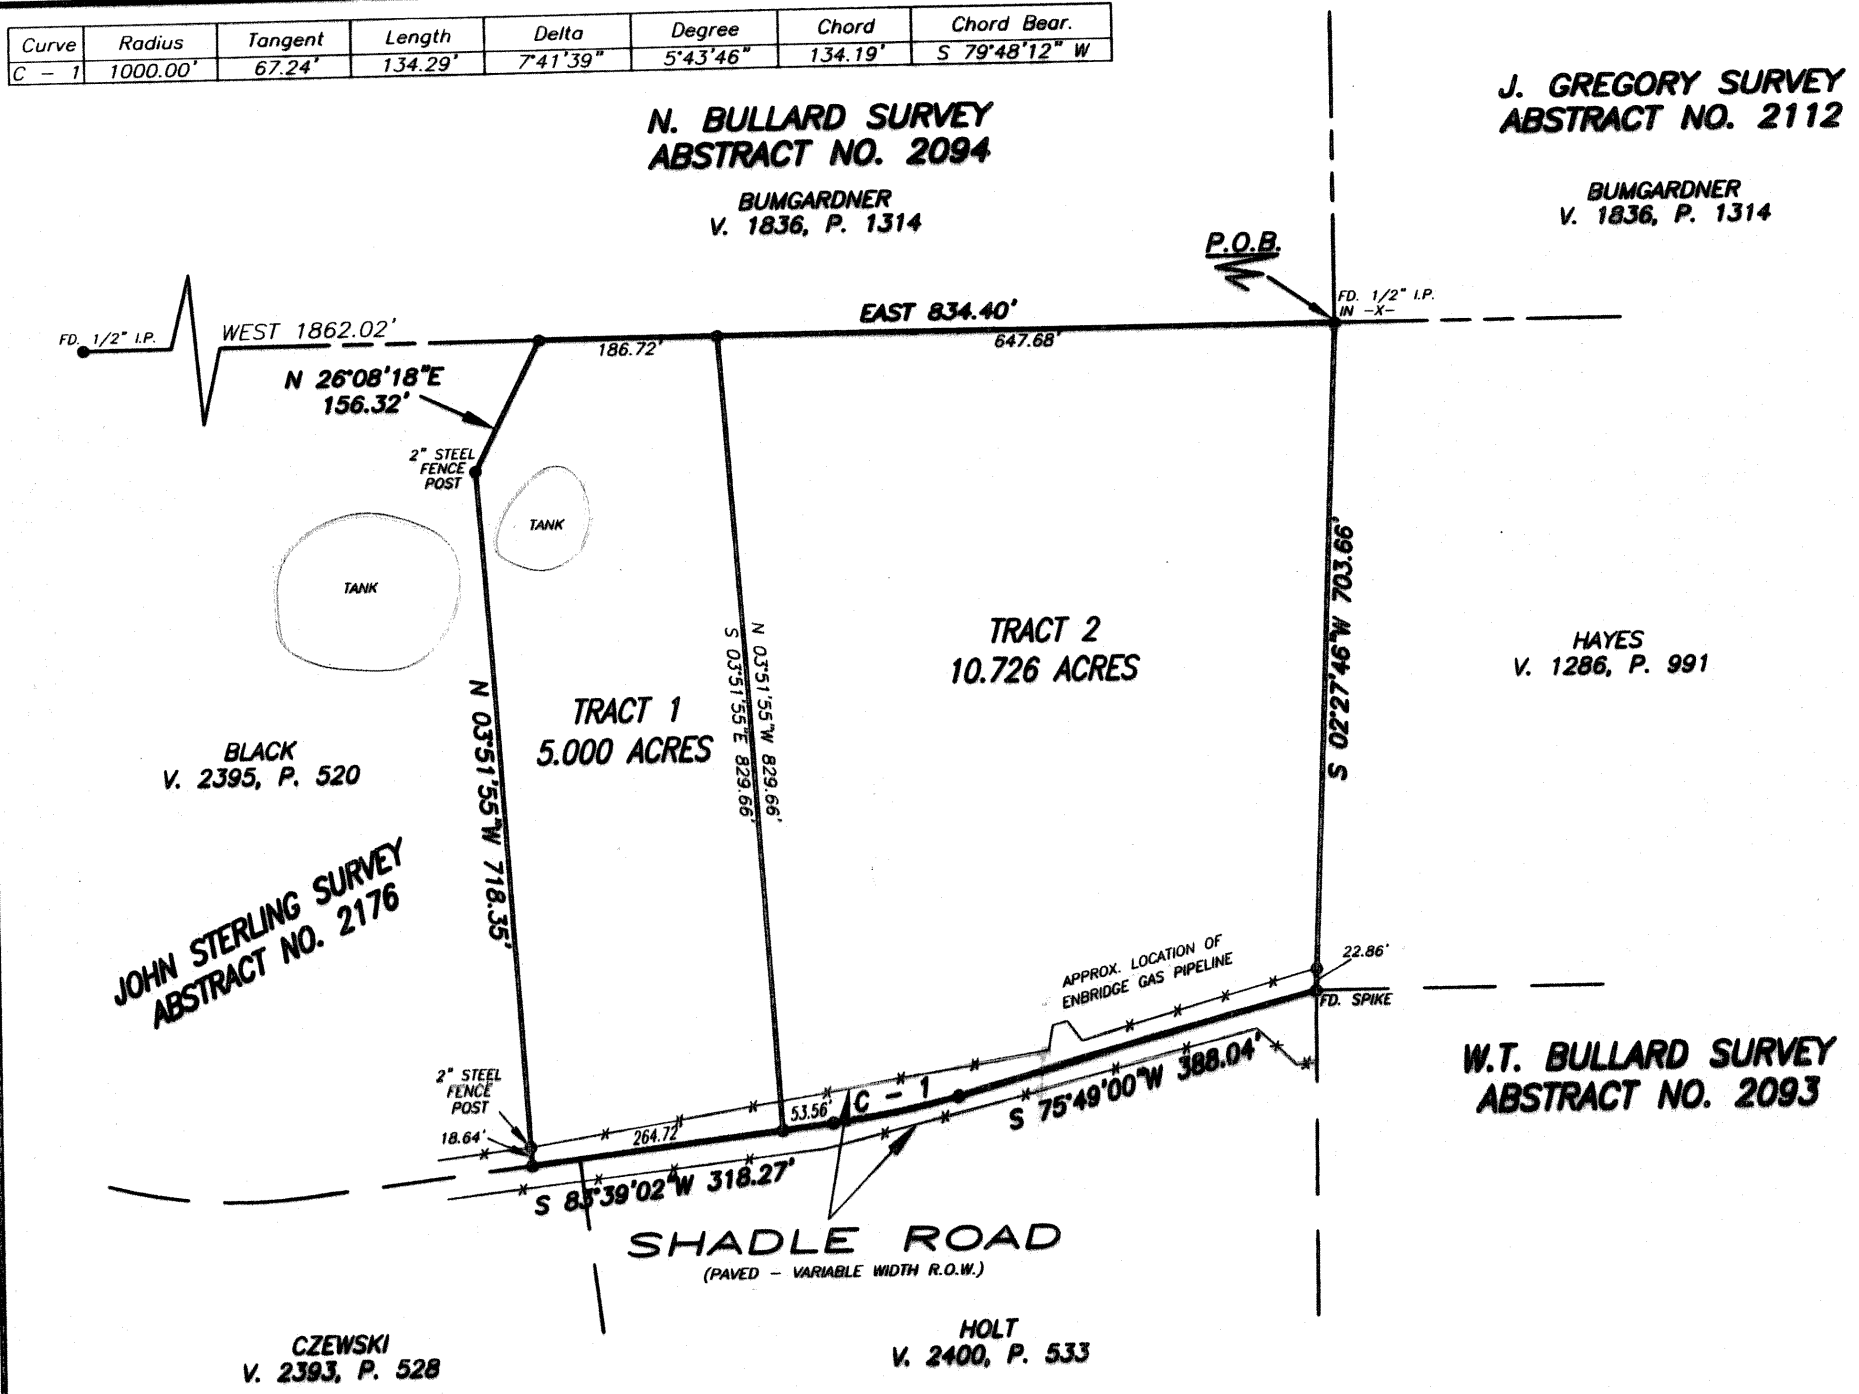 Curve Radius Tangent Length Delta Degree Chord Chord Bear.
C - 1 1000.00' 67.24' 134.29' 7°41'39" 5°43'46" 134.19' S 79°48'12" W
N. BULLARD SURVEY
ABSTRACT NO. 2094
BUMGARDNER
V. 1836, P. 1314
J. GREGORY SURVEY
ABSTRACT NO. 2112
BUMGARDNER
V. 1836, P. 1314
P.O.B.
FD. 1/2" I.P.
IN -X-
EAST 834.40'
FD. 1/2" I.P.
WEST 1862.02'
186.72'
647.68'
N 26°08'18"E
156.32'
2" STEEL
FENCE
POST
TANK
TANK
N 03°51'55"W 718.35'
S 03°51'55"E 829.66'
N 03°51'55"W 829.66'
S 02°27'46"W 703.66'
TRACT 2
10.726 ACRES
TRACT 1
5.000 ACRES
HAYES
V. 1286, P. 991
BLACK
V. 2395, P. 520
JOHN STERLING SURVEY
ABSTRACT NO. 2176
APPROX. LOCATION OF
ENBRIDGE GAS PIPELINE
22.86'
FD. SPIKE
W.T. BULLARD SURVEY
ABSTRACT NO. 2093
2" STEEL
FENCE
POST
18.64'
264.72'
53.56'
C - 1
S 75°49'00"W 388.04'
S 83°39'02"W 318.27'
SHADLE ROAD
(PAVED - VARIABLE WIDTH R.O.W.)
CZEWSKI
V. 2393, P. 528
HOLT
V. 2400, P. 533